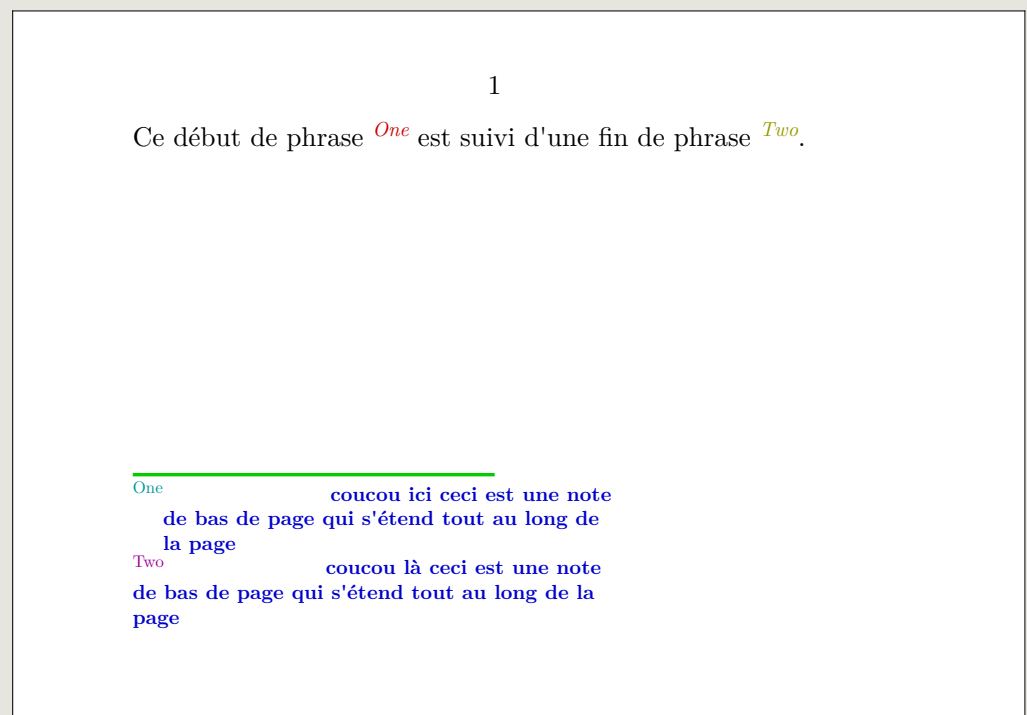 1
Ce début de phrase One est suivi d'une fin de phrase Two.
One coucou ici ceci est une note
de bas de page qui s'étend tout au long de
la page
Two coucou là ceci est une note
de bas de page qui s'étend tout au long de la
page